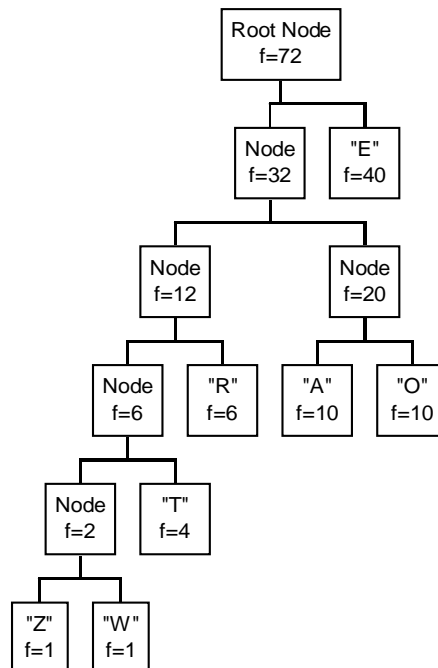 Root Node
f=72
Node
f=32
"E"
f=40
Node
f=12
Node
f=20
Node
f=6
"R"
f=6
"A"
f=10
"O"
f=10
Node
f=2
"T"
f=4
"Z"
f=1
"W"
f=1